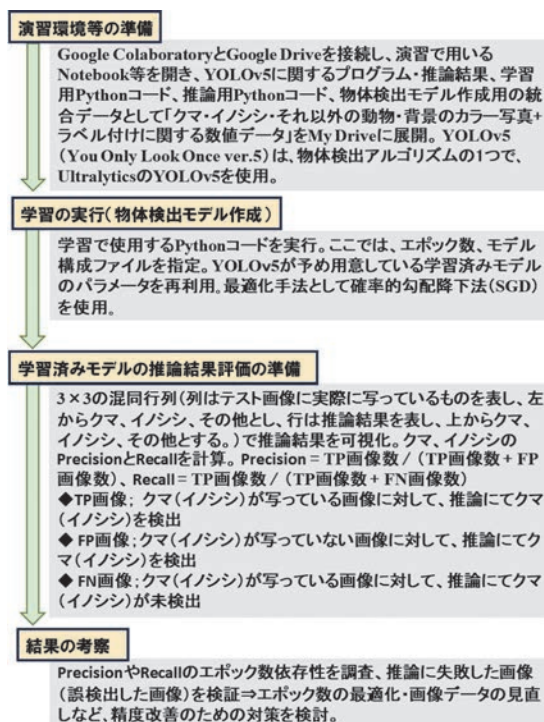 演習環境等の準備
Google ColaboratoryとGoogle Driveを接続し、演習で用いる
Notebook等を開き、YOLOv5に関するプログラム・推論結果、学習
用Pythonコード、推論用Pythonコード、物体検出モデル作成用の統
合データとして「クマ・イノシシ・それ以外の動物・背景のカラー写真+
ラベル付けに関する数値データ」をMy Driveに展開。YOLOv5
（You Only Look Once ver.5）は、物体検出アルゴリズムの1つで、
UltralyticsのYOLOv5を使用。
学習の実行（物体検出モデル作成）
学習で使用するPythonコードを実行。ここでは、エポック数、モデル
構成ファイルを指定。YOLOv5が予め用意している学習済みモデル
のパラメータを再利用。最適化手法として確率的勾配降下法（SGD）
を使用。
学習済みモデルの推論結果評価の準備
3×3の混同行列（列はテスト画像に実際に写っているものを表し、左
からクマ、イノシシ、その他とし、行は推論結果を表し、上からクマ、
イノシシ、その他とする。）で推論結果を可視化。クマ、イノシシの
PrecisionとRecallを計算。Precision = TP画像数 / （TP画像数 + FP
画像数）、Recall = TP画像数 / （TP画像数 + FN画像数）
◆TP画像；クマ（イノシシ）が写っている画像に対して、推論にてクマ
（イノシシ）を検出
◆ FP画像；クマ（イノシシ）が写っていない画像に対して、推論にてク
マ（イノシシ）を検出
◆ FN画像；クマ（イノシシ）が写っている画像に対して、推論にてクマ
（イノシシ）が未検出
結果の考察
PrecisionやRecallのエポック数依存性を調査、推論に失敗した画像
（誤検出した画像）を検証⇒エポック数の最適化・画像データの見直
しなど、精度改善のための対策を検討。